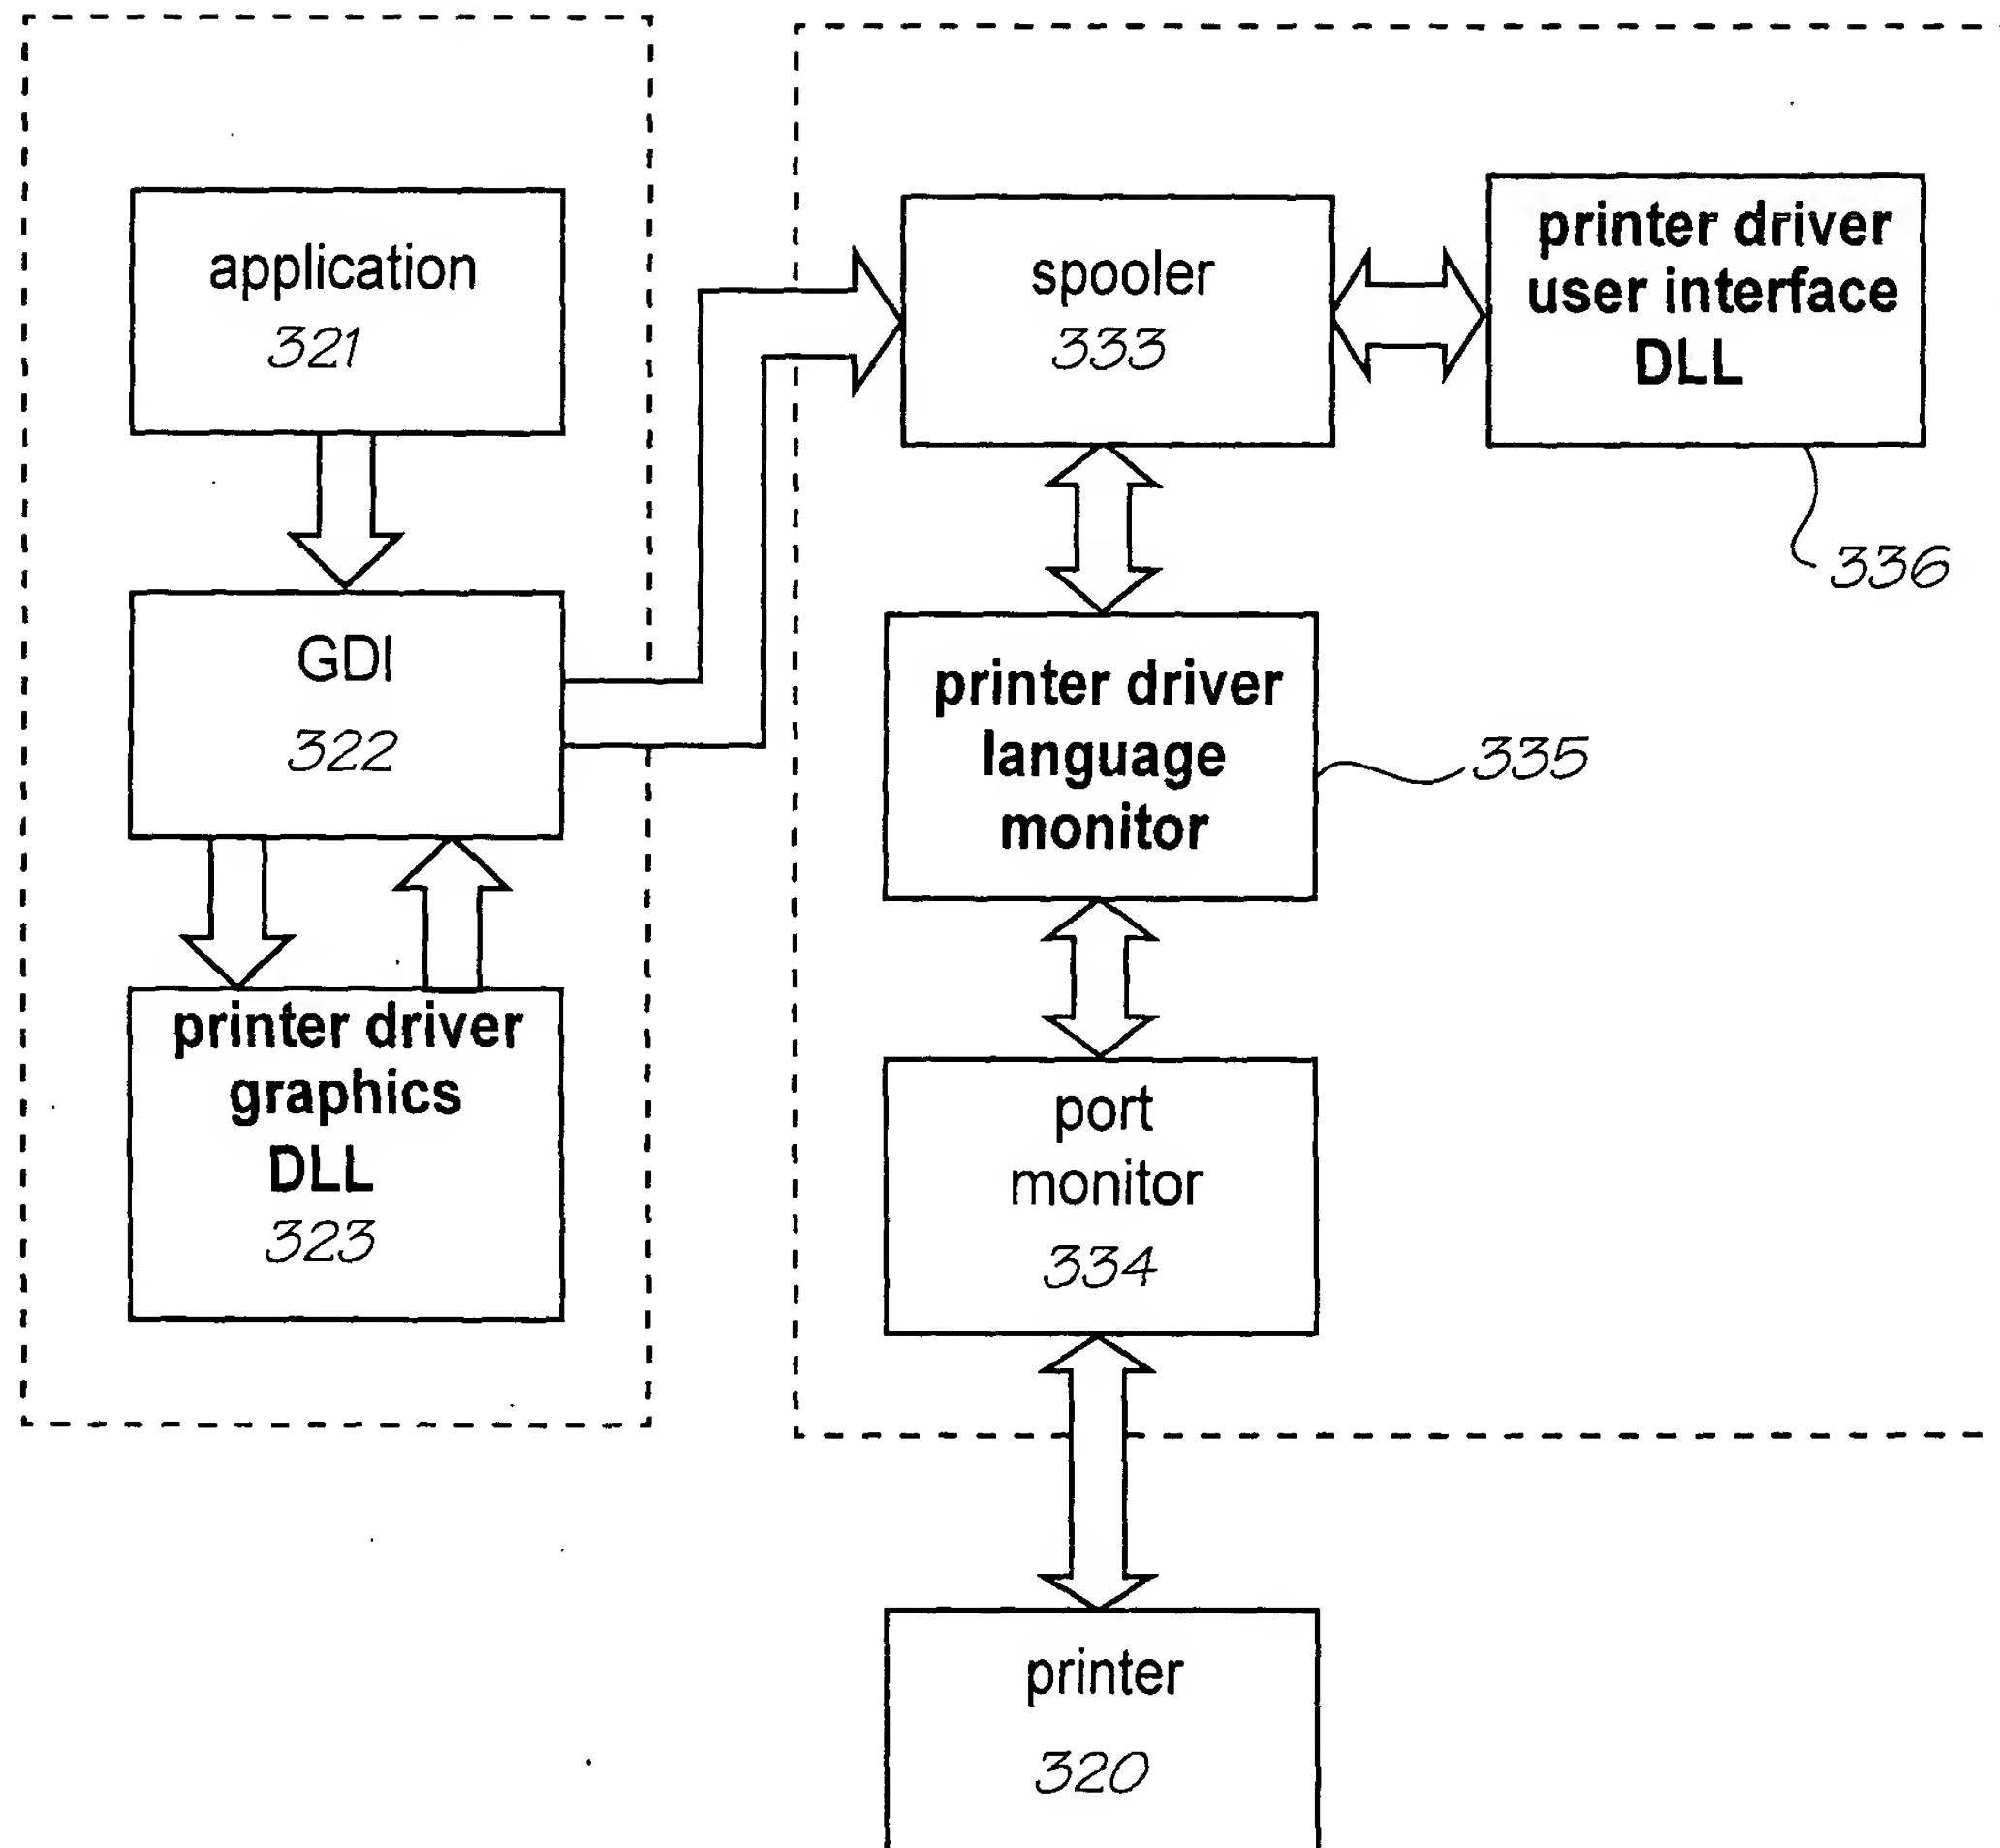 application
321
GDI
322
printer driver
graphics
DLL
323
spooler
333
printer driver
user interface
DLL
336
printer driver
language
monitor
335
port
monitor
334
printer
320